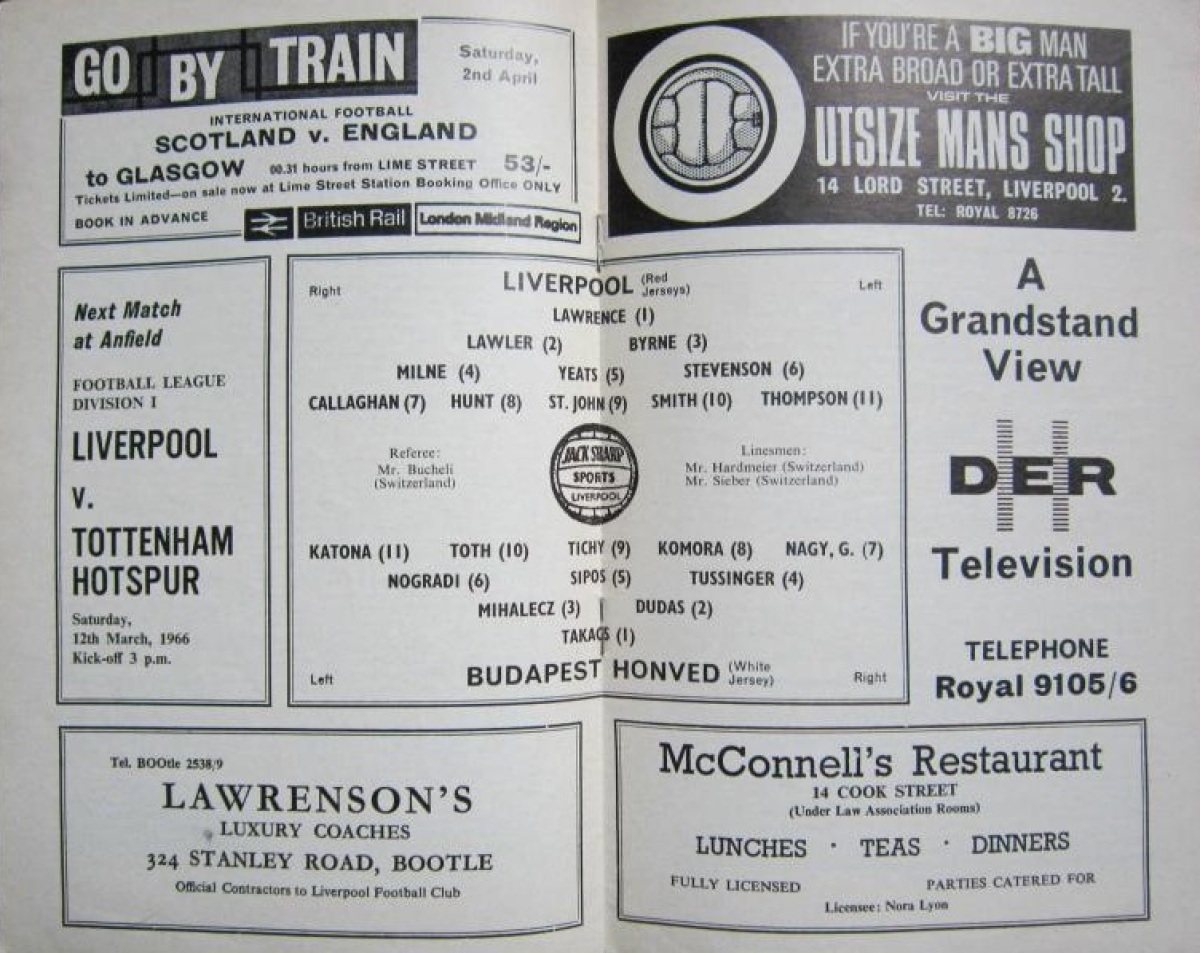 GO BY TRAIN
Saturday,
2nd April
INTERNATIONAL FOOTBALL
SCOTLAND v. ENGLAND
to GLASGOW 00.31 hours from LIME STREET 53/-
Tickets Limited—on sale now at Lime Street Station Booking Office ONLY
BOOK IN ADVANCE
British Rail
London Midland Region
IF YOU'RE A BIG MAN
EXTRA BROAD OR EXTRA TALL
VISIT THE
UTSIZE MANS SHOP
14 LORD STREET, LIVERPOOL 2.
TEL: ROYAL 8726
Next Match
at Anfield
FOOTBALL LEAGUE
DIVISION I
LIVERPOOL
V.
TOTTENHAM
HOTSPUR
Saturday,
12th March, 1966
Kick-off 3 p.m.
Right LIVERPOOL (Red Jerseys) Left
LAWRENCE (1)
LAWLER (2) BYRNE (3)
MILNE (4) YEATS (5) STEVENSON (6)
CALLAGHAN (7) HUNT (8) ST. JOHN (9) SMITH (10) THOMPSON (11)
Referee:
Mr. Bucheli
(Switzerland)
JACK SHARP
SPORTS
LIVERPOOL
Linesmen:
Mr. Hardmeier (Switzerland)
Mr. Sieber (Switzerland)
KATONA (11) TOTH (10) TICHY (9) KOMORA (8) NAGY, G. (7)
NOGRADI (6) SIPOS (5) TUSSINGER (4)
MIHALECZ (3) DUDAS (2)
TAKACS (1)
Left BUDAPEST HONVED (White Jersey) Right
A
Grandstand
View
DER
Television
TELEPHONE
Royal 9105/6
Tel. BOOtle 2538/9
LAWRENSON'S
LUXURY COACHES
324 STANLEY ROAD, BOOTLE
Official Contractors to Liverpool Football Club
McConnell's Restaurant
14 COOK STREET
(Under Law Association Rooms)
LUNCHES · TEAS · DINNERS
FULLY LICENSED PARTIES CATERED FOR
Licensee: Nora Lyon